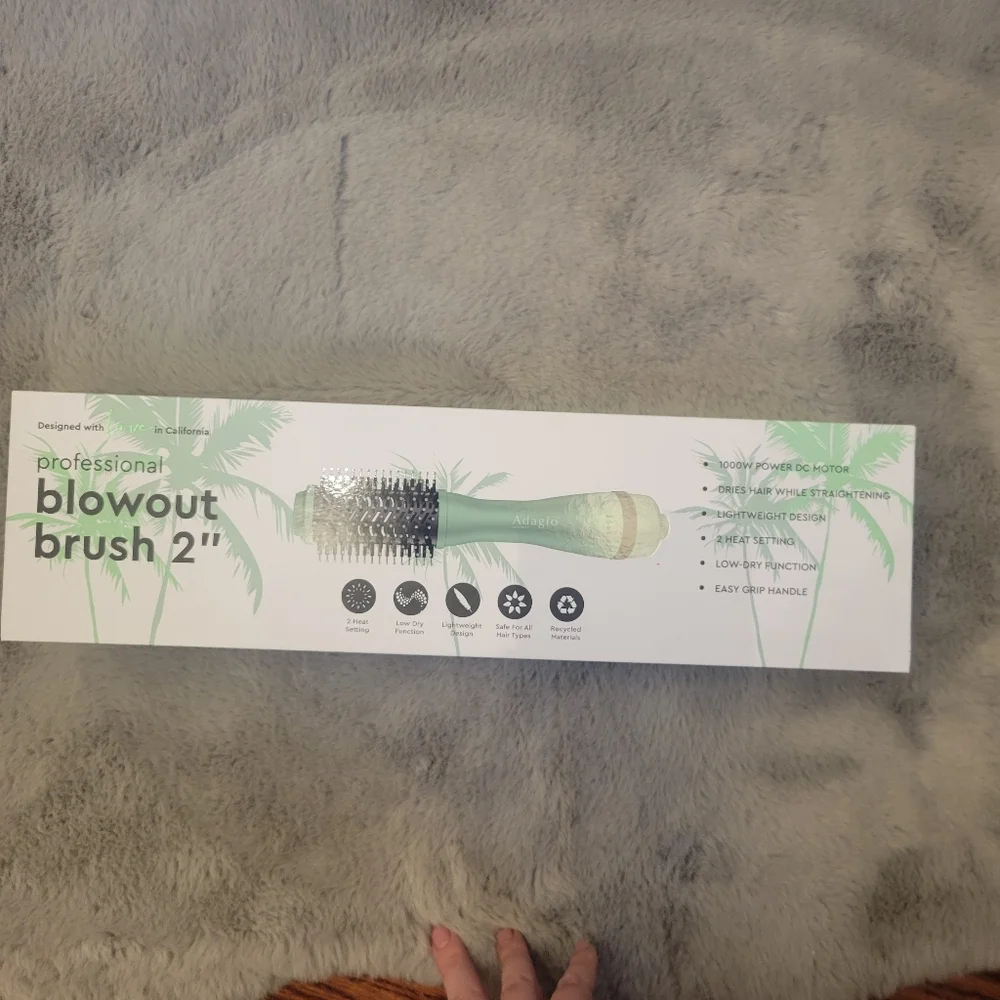 Designed with in California
professional
blowout
brush 2"
Adagio
2 Heat
Setting
Low Dry
Function
Lightweight
Design
Safe For All
Hair Types
Recycled
Materials
• 1000W POWER DC MOTOR
• DRIES HAIR WHILE STRAIGHTENING
• LIGHTWEIGHT DESIGN
• 2 HEAT SETTING
• LOW-DRY FUNCTION
• EASY GRIP HANDLE